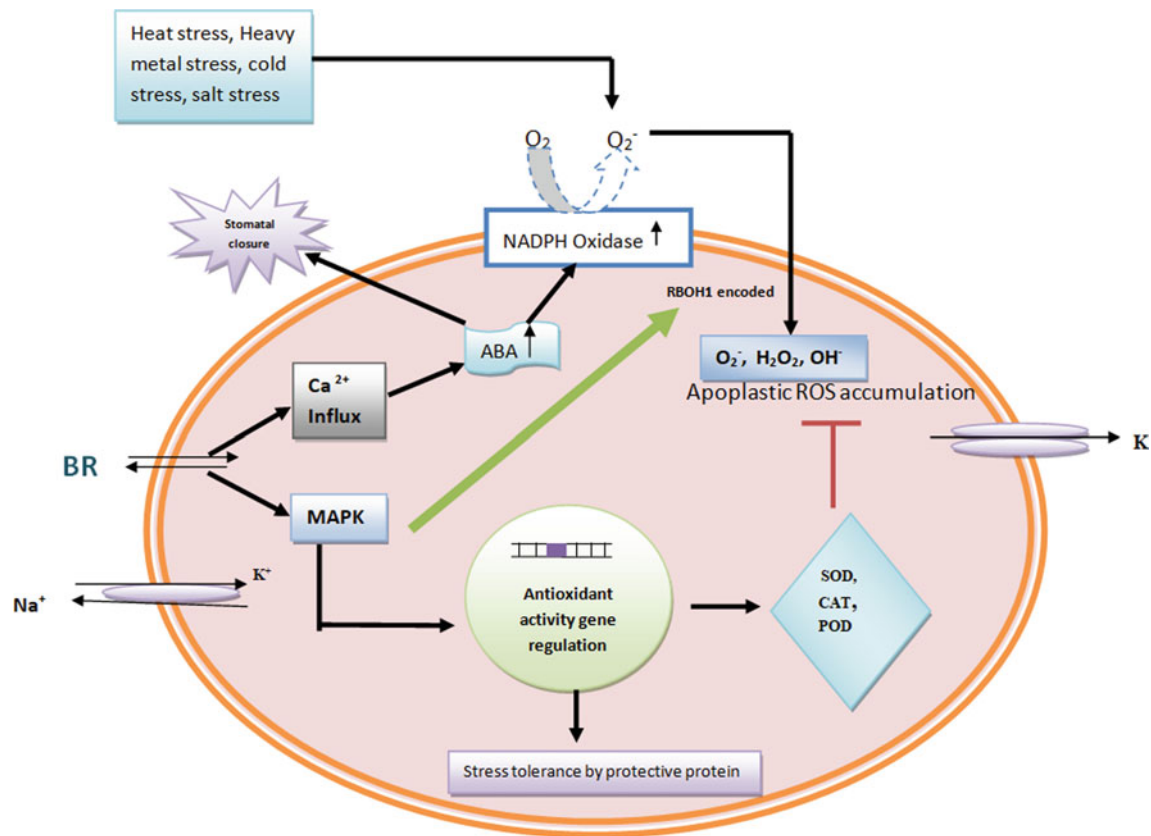 Heat stress, Heavy
metal stress, cold
stress, salt stress
O₂
O₂⁻
Stomatal
closure
NADPH Oxidase
RBOH1 encoded
ABA
O₂⁻, H₂O₂, OH⁻
Apoplastic ROS accumulation
Ca ²⁺
Influx
K
BR
MAPK
SOD,
CAT,
POD
K⁺
Na⁺
Antioxidant
activity gene
regulation
Stress tolerance by protective protein